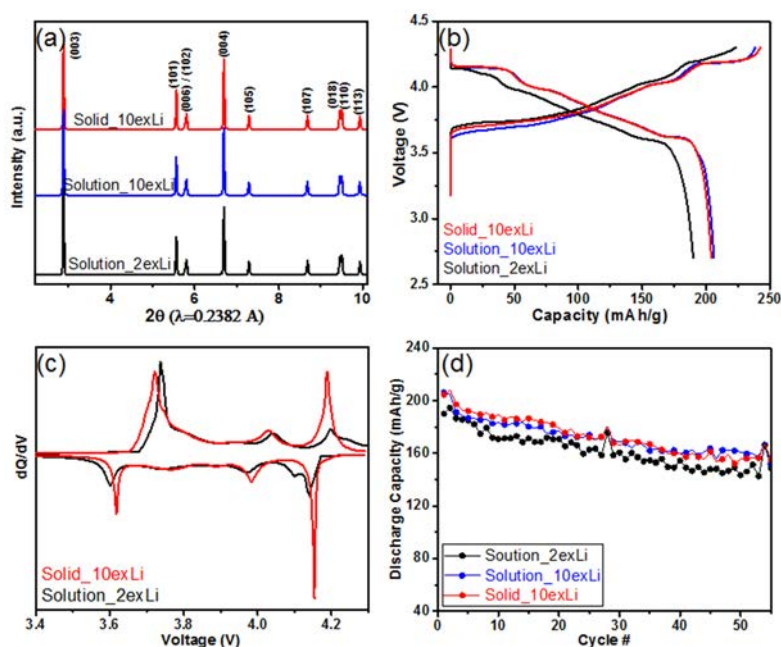 (a)
(003)
(101)
(006) / (102)
(004)
(105)
(107)
(018)
(110)
(113)
Solid_10exLi
Solution_10exLi
Solution_2exLi
Intensity (a.u.)
4 6 8 10
2θ (λ=0.2382 A)
(b)
4.5
4.0
3.5
3.0
2.5
Voltage (V)
Solid_10exLi
Solution_10exLi
Solution_2exLi
0 50 100 150 200 250
Capacity (mAh/g)
(c)
dQ/dV
Solid_10exLi
Solution_2exLi
3.4 3.6 3.8 4.0 4.2
Voltage (V)
(d)
240
200
160
120
80
40
Discharge Capacity (mAh/g)
Soution_2exLi
Solution_10exLi
Solid_10exLi
0 10 20 30 40 50
Cycle #